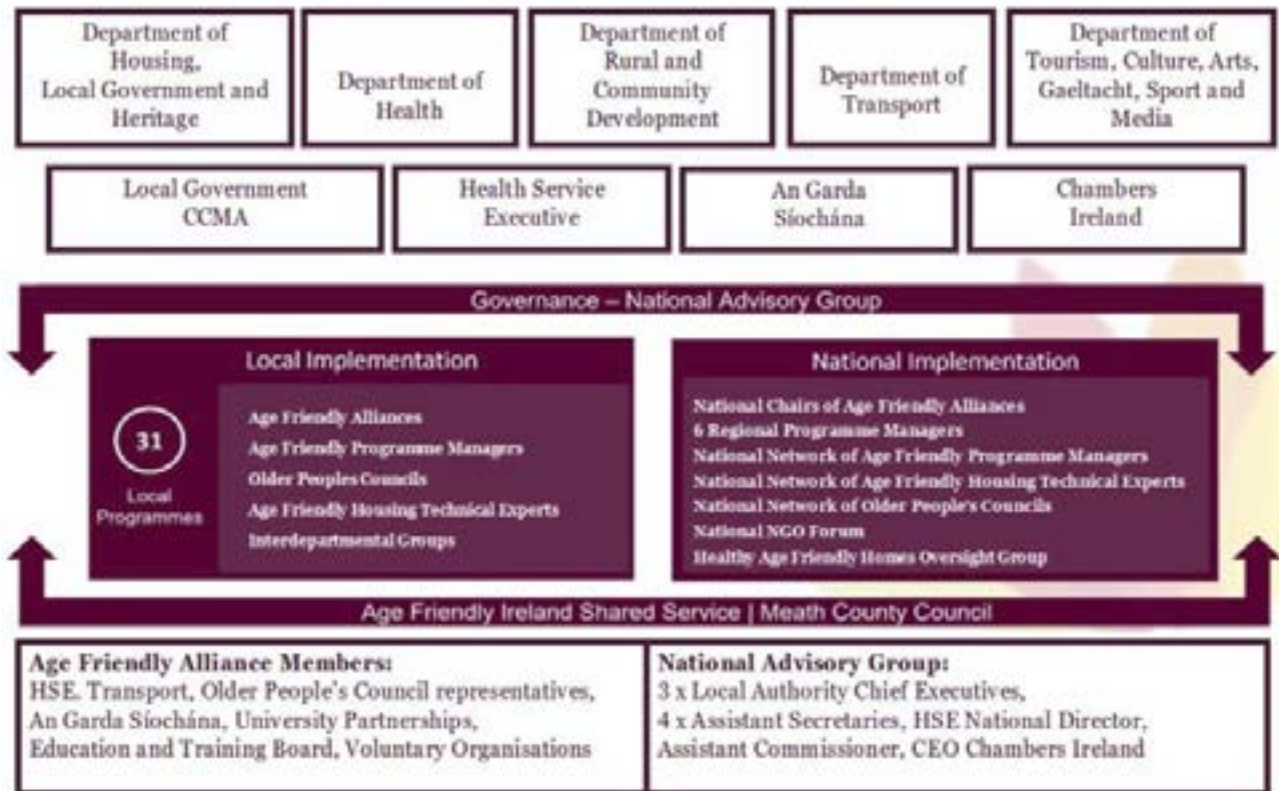 Department of
Housing,
Local Government and
Heritage
Department of
Health
Department of
Rural and
Community
Development
Department of
Transport
Department of
Tourism, Culture, Arts,
Gaeltacht, Sport and
Media
Local Government
CCMA
Health Service
Executive
An Garda
Síochána
Chambers
Ireland
Governance – National Advisory Group
Local Implementation
31
Local
Programmes
Age Friendly Alliances
Age Friendly Programme Managers
Older Peoples Councils
Age Friendly Housing Technical Experts
Interdepartmental Groups
National Implementation
National Chairs of Age Friendly Alliances
6 Regional Programme Managers
National Network of Age Friendly Programme Managers
National Network of Age Friendly Housing Technical Experts
National Network of Older People's Councils
National NGO Forum
Healthy Age Friendly Homes Oversight Group
Age Friendly Ireland Shared Service | Meath County Council
Age Friendly Alliance Members:
HSE. Transport, Older People's Council representatives,
An Garda Síochána, University Partnerships,
Education and Training Board, Voluntary Organisations
National Advisory Group:
3 x Local Authority Chief Executives,
4 x Assistant Secretaries, HSE National Director,
Assistant Commissioner, CEO Chambers Ireland